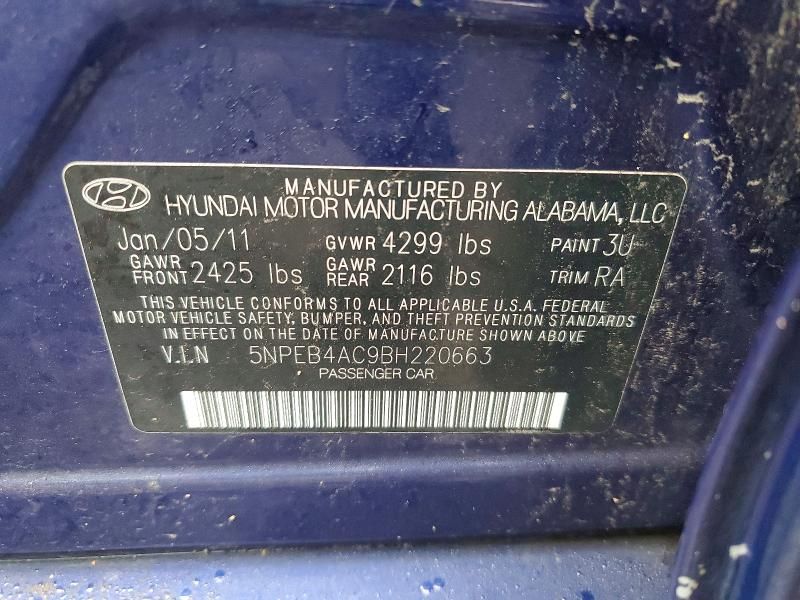 MANUFACTURED BY
HYUNDAI MOTOR MANUFACTURING ALABAMA, LLC
Jan/05/11 GVWR 4299 lbs PAINT 3U
GAWR FRONT 2425 lbs GAWR REAR 2116 lbs TRIM RA
THIS VEHICLE CONFORMS TO ALL APPLICABLE U.S.A. FEDERAL
MOTOR VEHICLE SAFETY, BUMPER, AND THEFT PREVENTION STANDARDS
IN EFFECT ON THE DATE OF MANUFACTURE SHOWN ABOVE
V.I.N 5NPEB4AC9BH220663
PASSENGER CAR